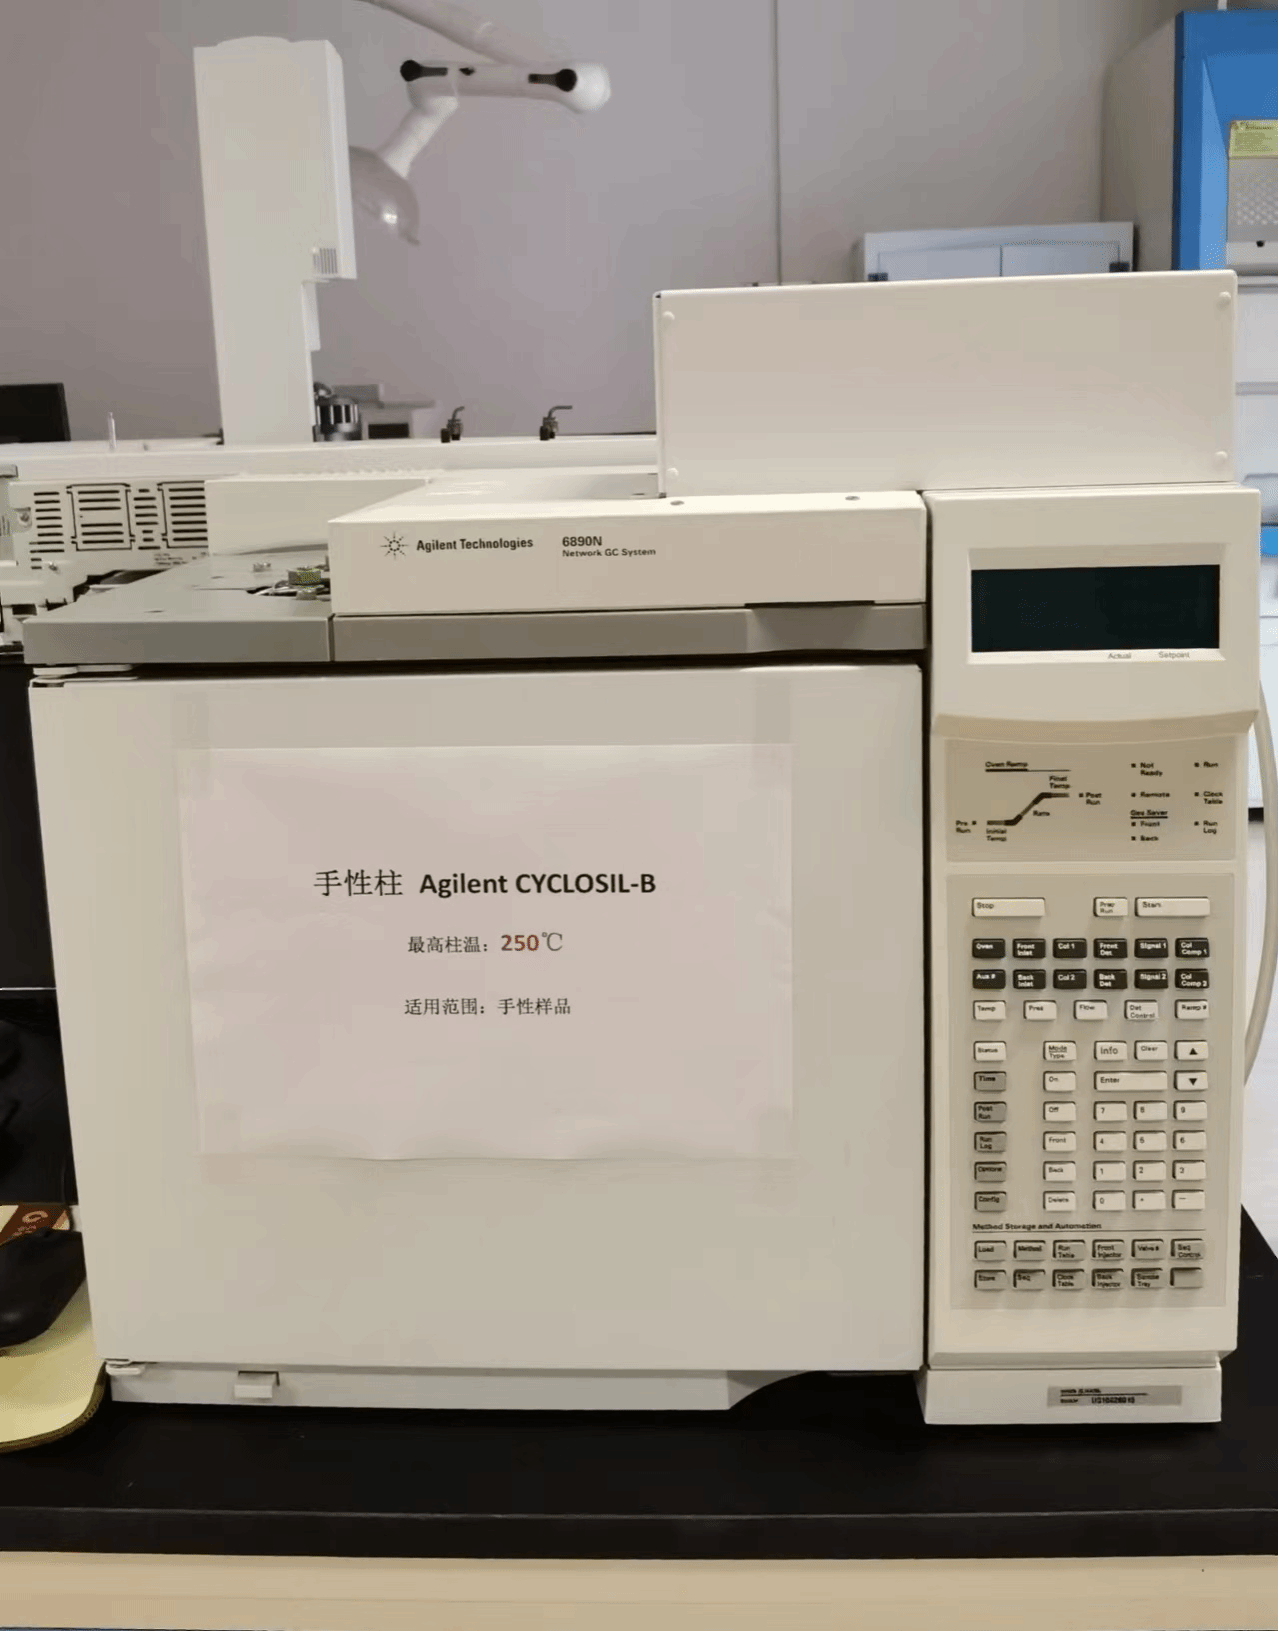 Agilent Technologies
6890N
Network GC System
Actual Setpoint
手性柱 Agilent CYCLOSIL-B
最高柱温：250℃
适用范围：手性样品
Oven Ramp
Not Ready
Run
Final Temp
Post Run
Remote
Clock Table
Rate
Gas Saver
Pre Run
Initial Temp
Front
Run Log
Back
Stop
Prep Run
Start
Oven
Front Inlet
Col 1
Front Det
Signal 1
Col Comp 1
Aux #
Back Inlet
Col 2
Back Det
Signal 2
Col Comp 2
Temp
Pres
Flow
Det Control
Ramp #
Status
Mode Type
Info
Clear
▲
Time
On
Enter
▼
Post Run
Off
7
8
9
Run Log
Front
4
5
6
Options
Back
1
2
3
Config
Delete
0
.
—
Method Storage and Automation
Load
Method
Run Table
Front Injector
Valve #
Seq Control
Store
Seq
Clock Table
Back Injector
Sample Tray